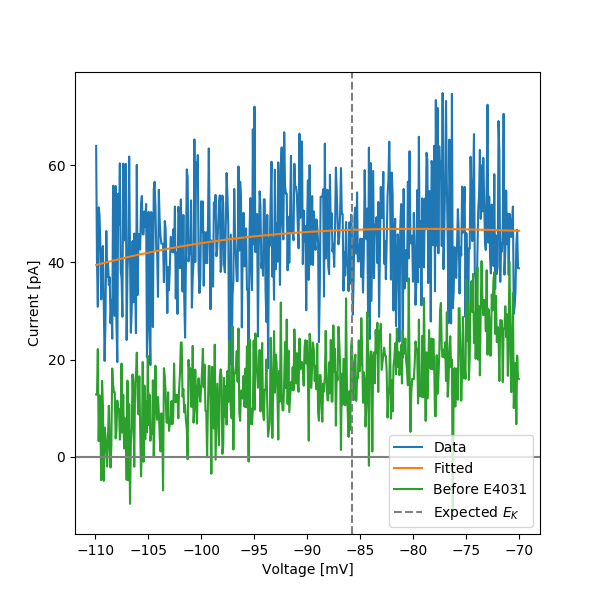 Current [pA]
60
40
20
0
Data
Fitted
Before E4031
Expected $E_K$
−110
−105
−100
−95
−90
−85
−80
−75
−70
Voltage [mV]